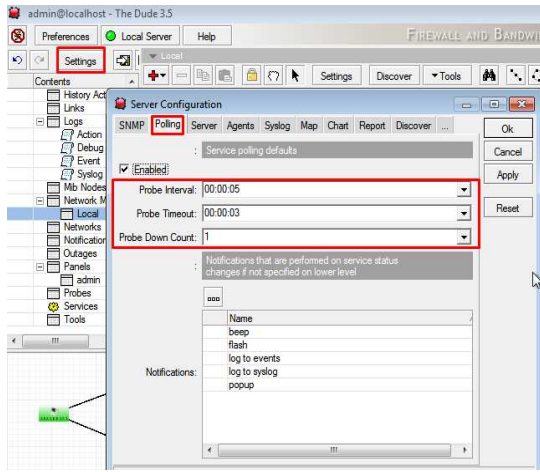 admin@localhost - The Dude 3.5
Preferences Local Server Help FIREWALL AND BANDWI
Settings Local
Contents Settings Discover Tools
History Act
Links
Logs
Action
Debug
Event
Syslog
Mib Nodes
Network M
Local
Networks
Notification
Outages
Panels
admin
Probes
Services
Tools
Server Configuration
SNMP Polling Server Agents Syslog Map Chart Report Discover ...
Ok
Cancel
Apply
Reset
: Service polling defaults
Enabled
Probe Interval: 00:00:05
Probe Timeout: 00:00:03
Probe Down Count: 1
: Notifications that are performed on service status
changes if not specified on lower level
Name
beep
flash
log to events
Notifications: log to syslog
popup